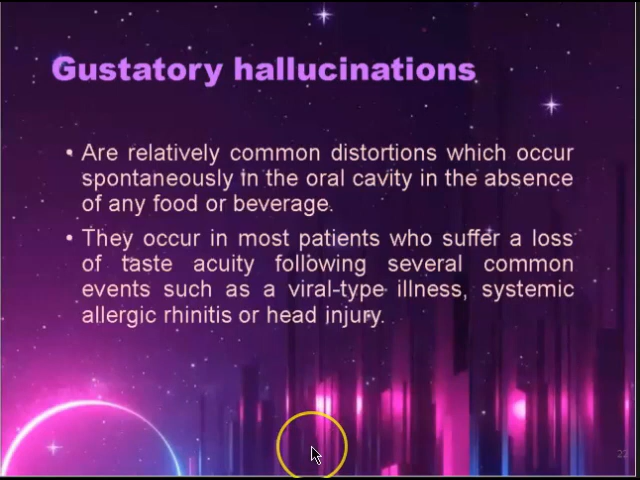 Gustatory hallucinations
• Are relatively common distortions which occur
spontaneously in the oral cavity in the absence
of any food or beverage.
• They occur in most patients who suffer a loss
of taste acuity following several common
events such as a viral-type illness, systemic
allergic rhinitis or head injury.
22